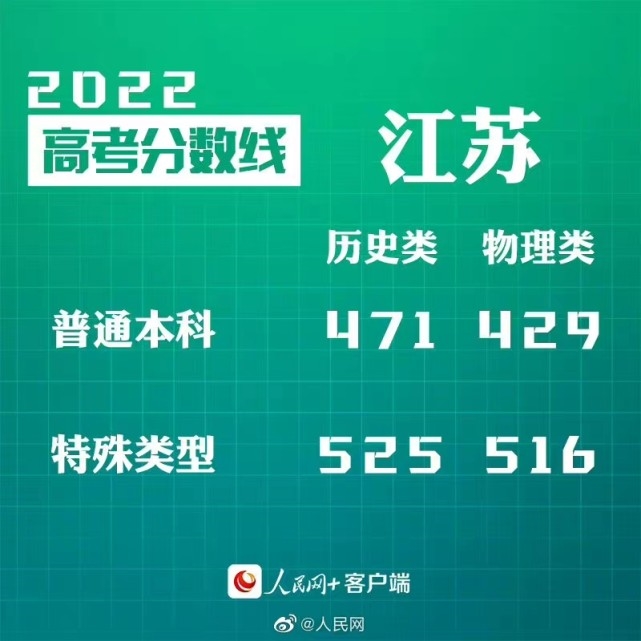 2022
高考分数线
江苏
历史类 物理类
普通本科 471 429
特殊类型 525 516
人民网+客户端
@人民网